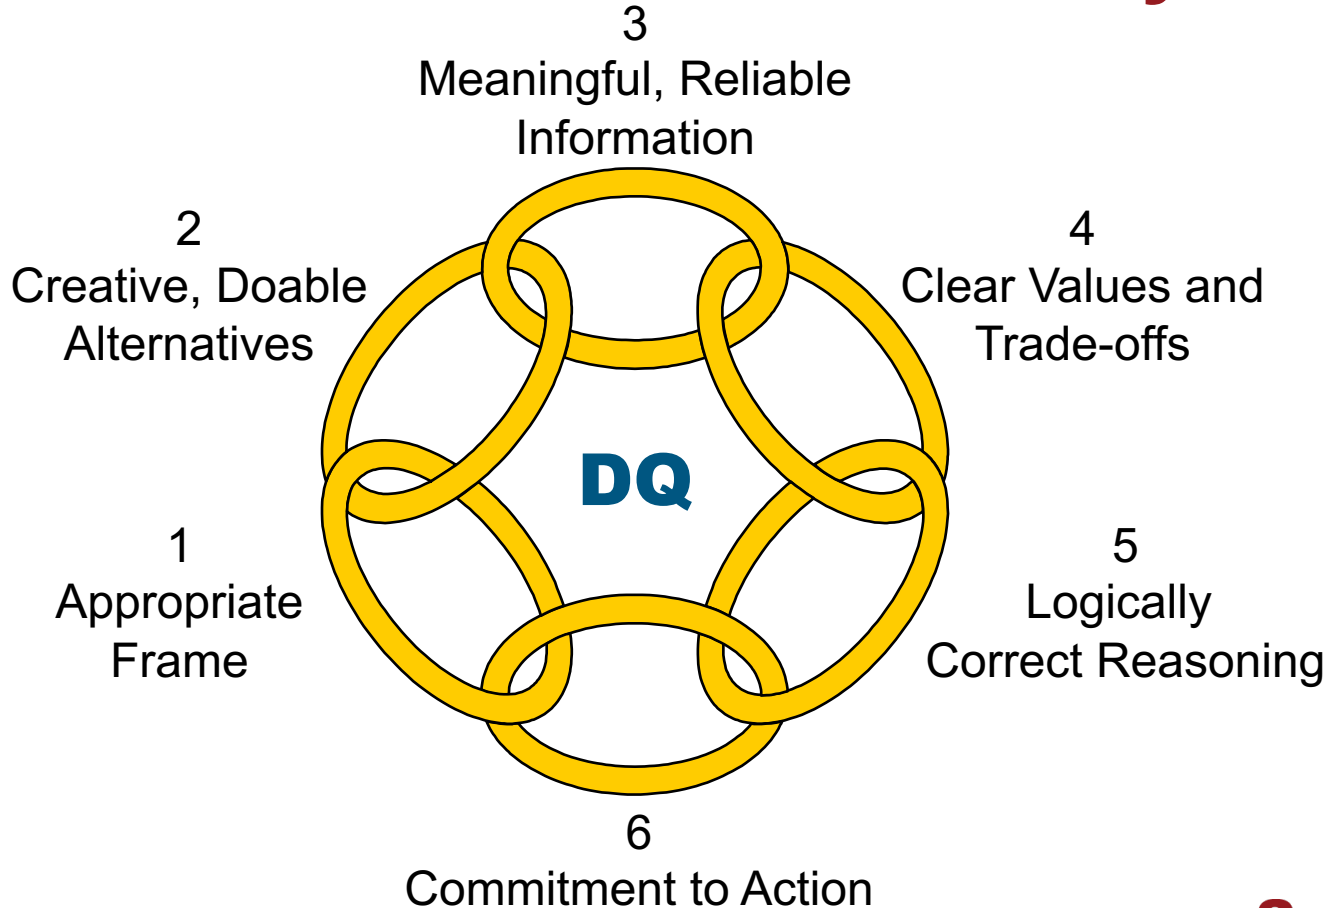 3
Meaningful, Reliable
Information
2
Creative, Doable
Alternatives
4
Clear Values and
Trade-offs
DQ
1
Appropriate
Frame
5
Logically
Correct Reasoning
6
Commitment to Action